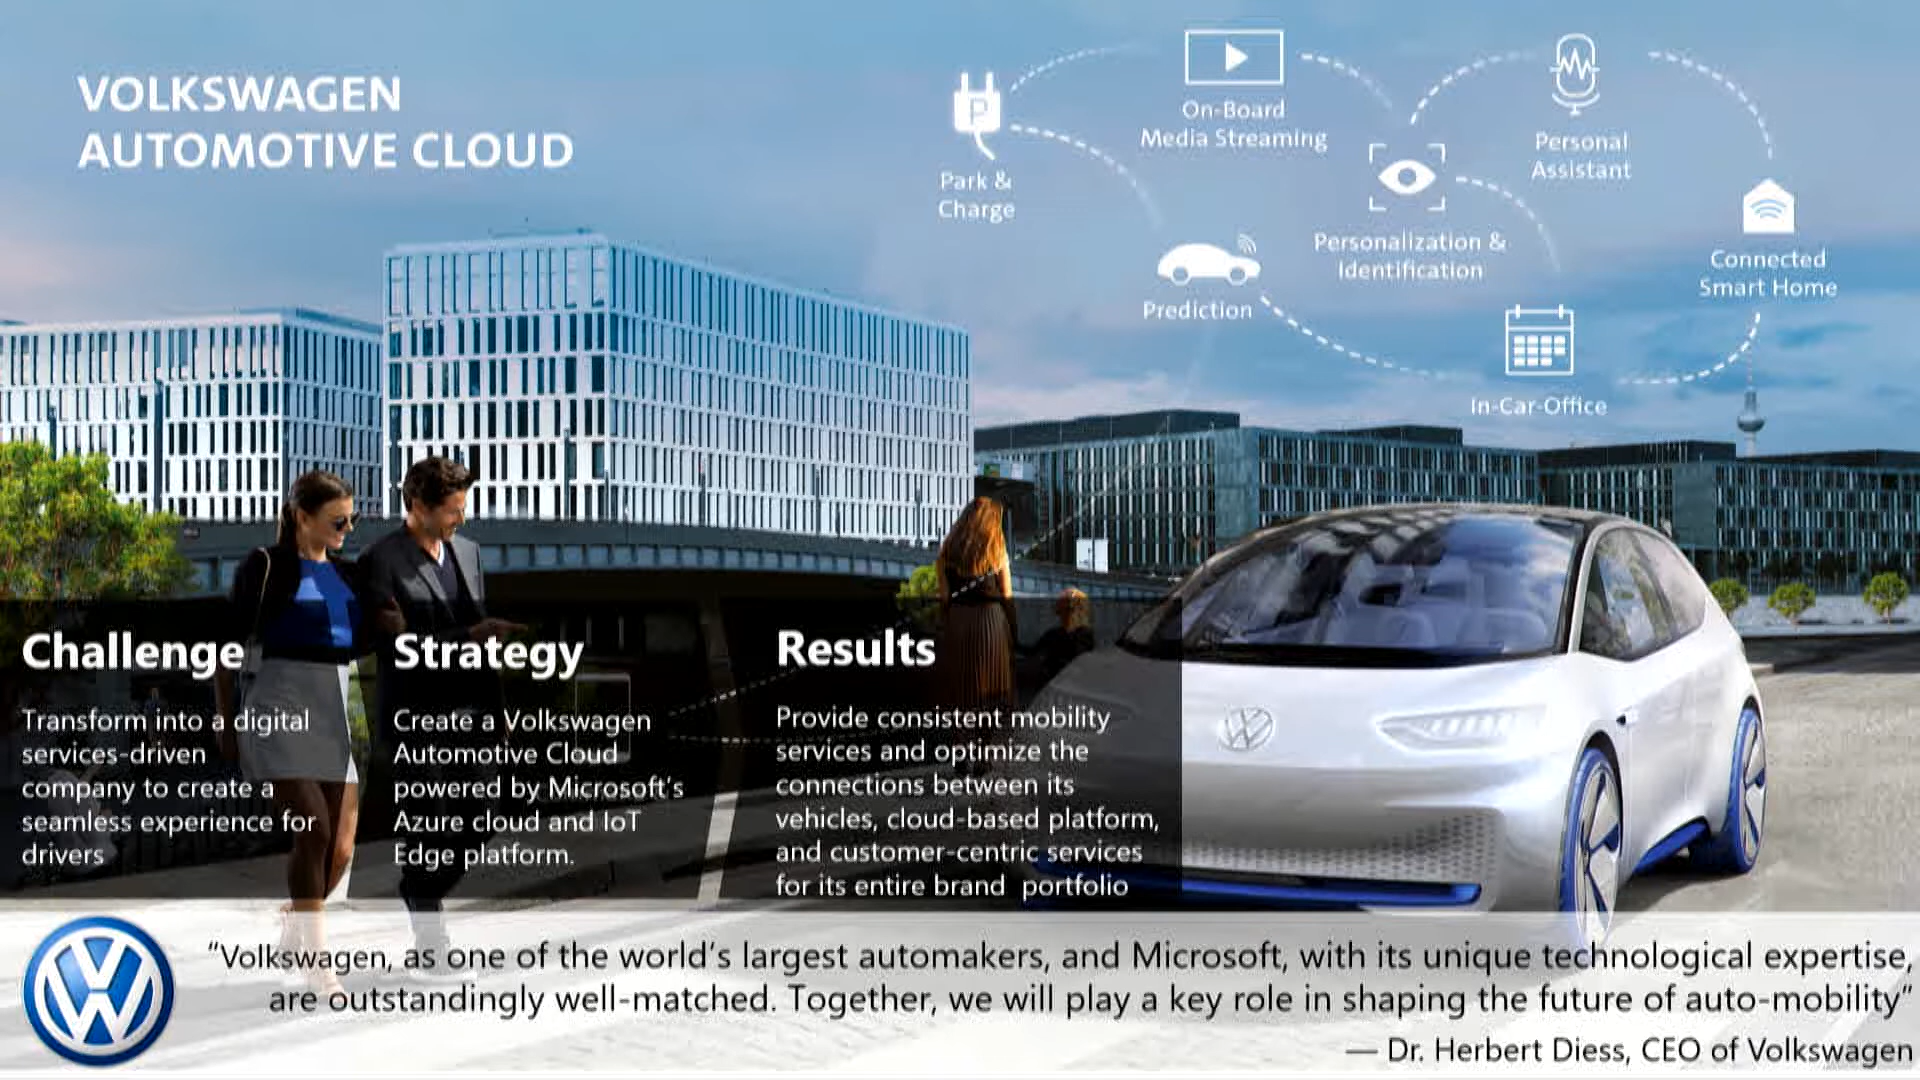 VOLKSWAGEN
AUTOMOTIVE CLOUD
P
Park &
Charge
On-Board
Media Streaming
Personal
Assistant
Personalization &
Identification
Prediction
Connected
Smart Home
In-Car-Office
Challenge
Transform into a digital
services-driven
company to create a
seamless experience for
drivers
Strategy
Create a Volkswagen
Automotive Cloud
powered by Microsoft's
Azure cloud and IoT
Edge platform.
Results
Provide consistent mobility
services and optimize the
connections between its
vehicles, cloud-based platform,
and customer-centric services
for its entire brand portfolio
“Volkswagen, as one of the world’s largest automakers, and Microsoft, with its unique technological expertise,
are outstandingly well-matched. Together, we will play a key role in shaping the future of auto-mobility”
— Dr. Herbert Diess, CEO of Volkswagen